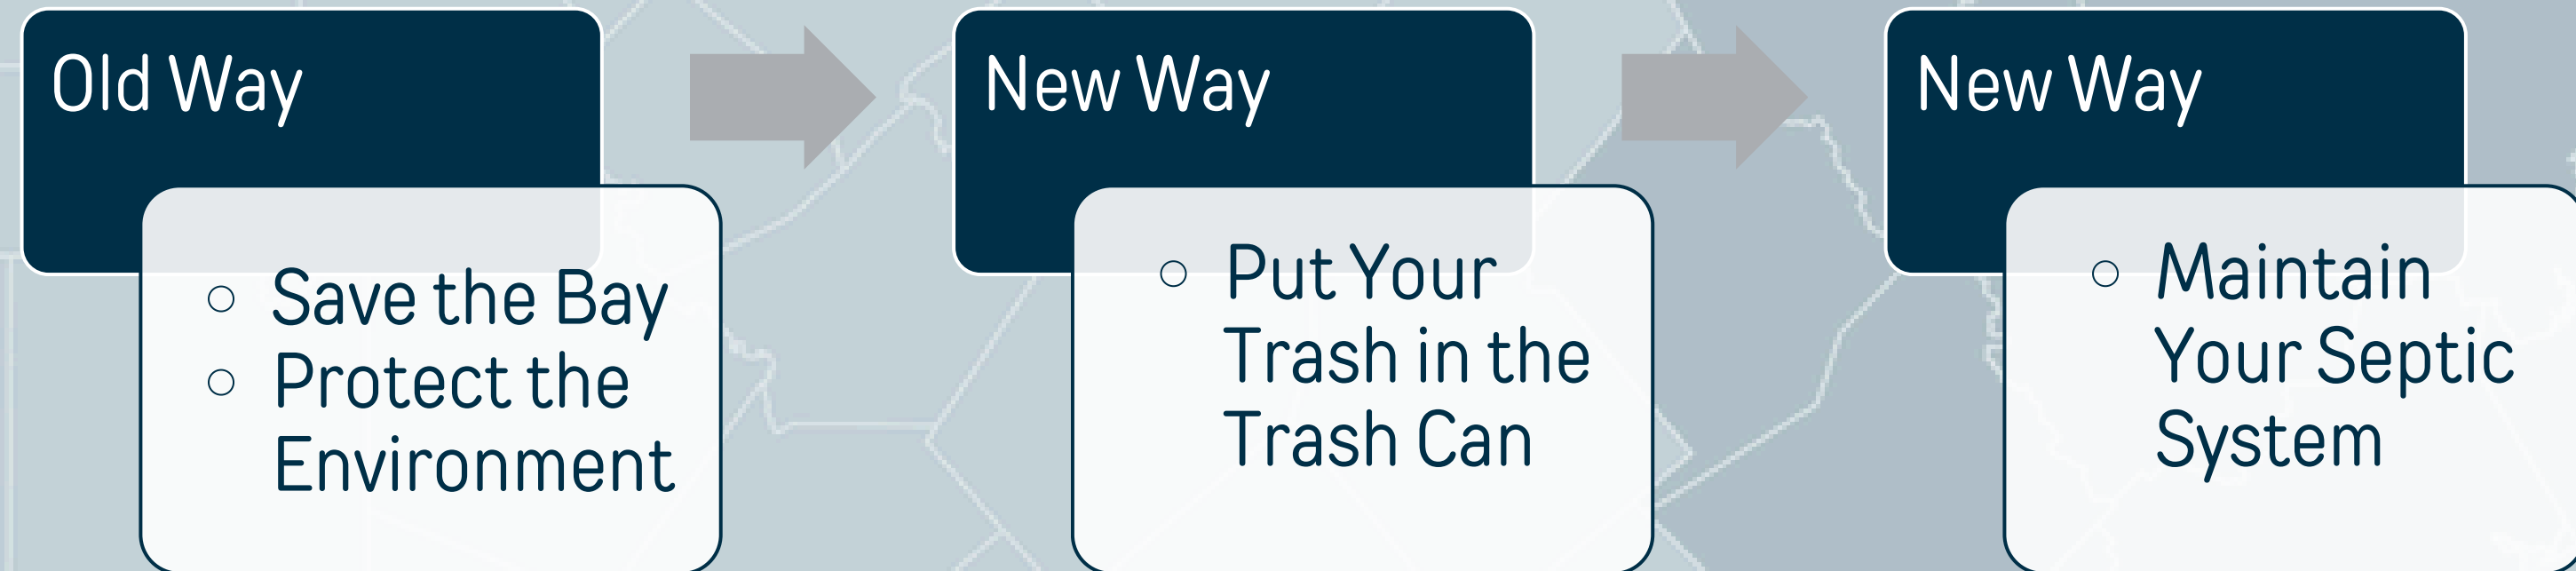 Old Way
○ Save the Bay
○ Protect the
Environment
New Way
○ Put Your
Trash in the
Trash Can
New Way
○ Maintain
Your Septic
System